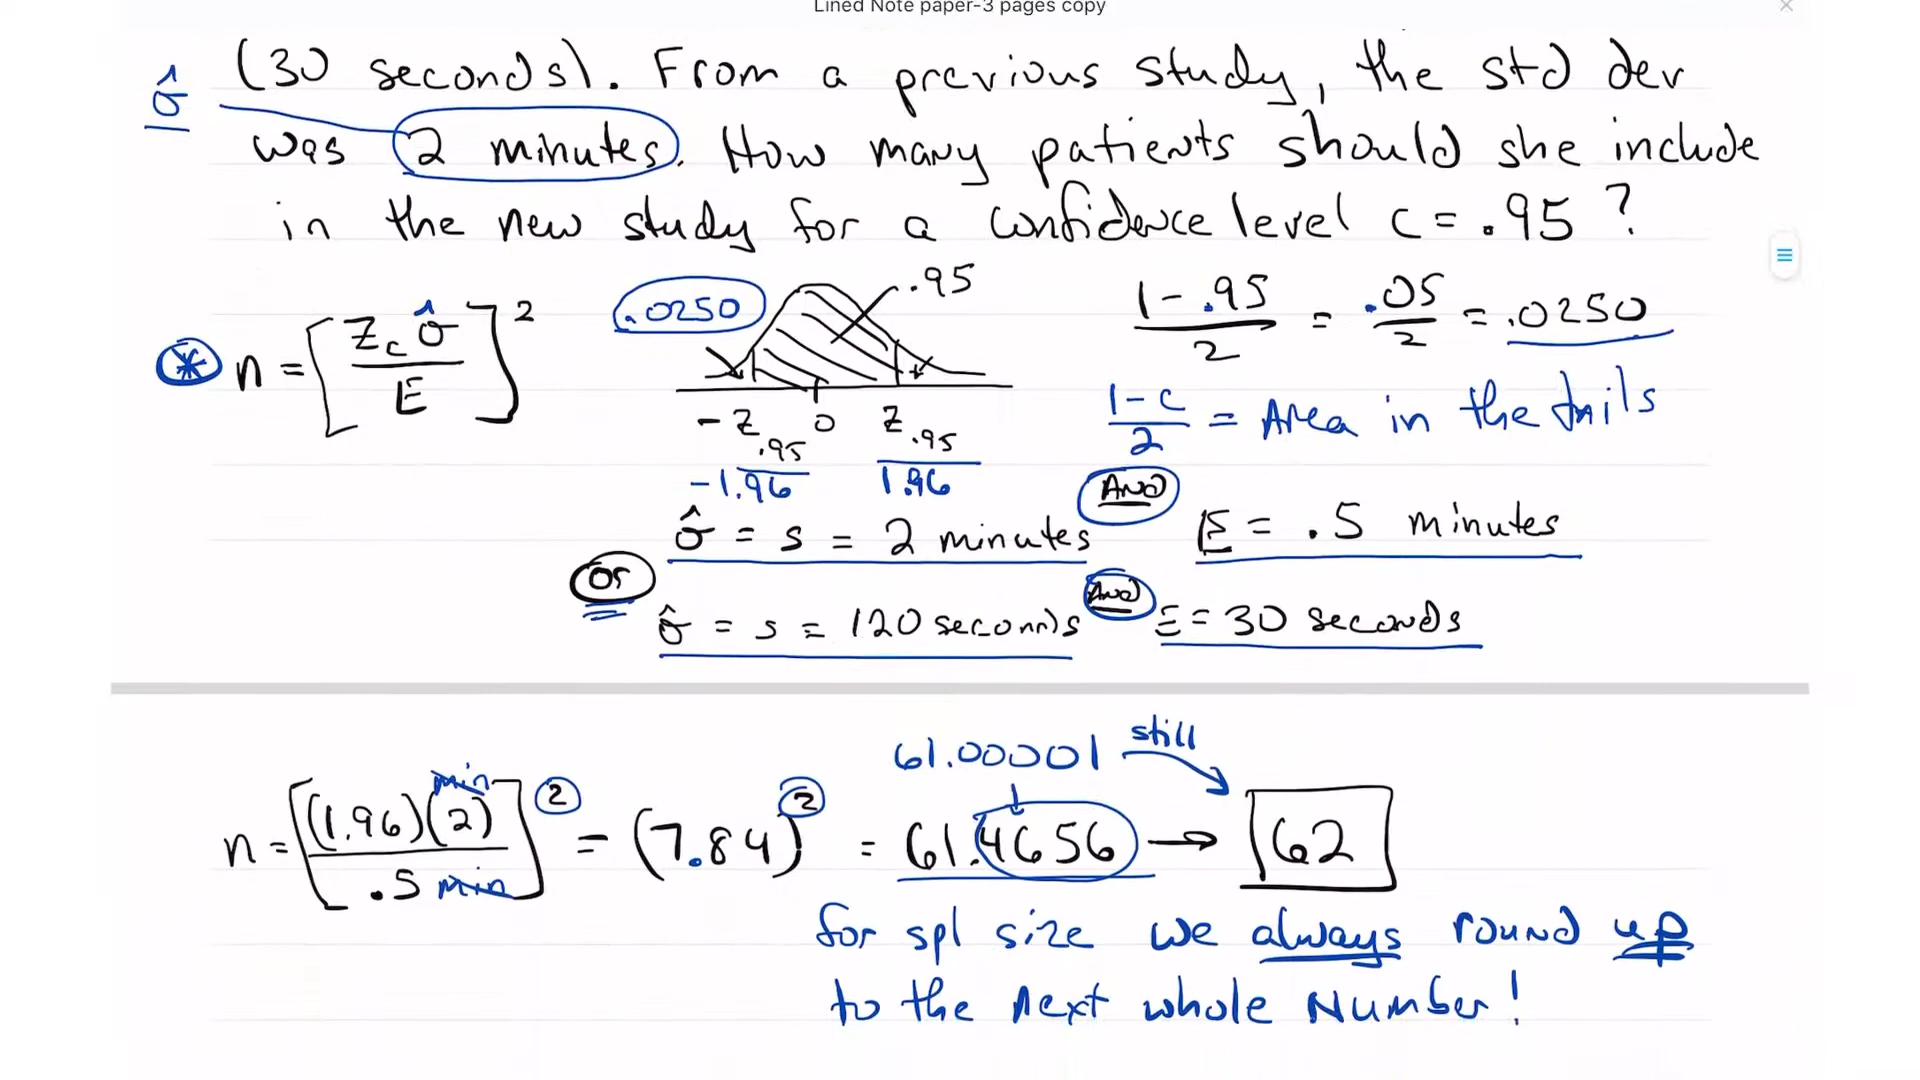 Lined Note paper-3 pages copy
σ̂ (30 seconds). From a previous study, the std dev
was 2 minutes. How many patients should she include
in the new study for a confidence level c = .95 ?
* n = [Zc σ̂ / E]²
.0250
.95
-Z.95 0 Z.95
-1.96 1.96
1-.95 / 2 = .05 / 2 = .0250
1-c / 2 = Area in the tails
σ̂ = s = 2 minutes And E = .5 minutes
Or
σ̂ = s = 120 seconds And E = 30 seconds
61.00001 still
n = [(1.96)(2) min / .5 min]² = (7.84)² = 61.4656 → 62
for spl size we always round up
to the next whole Number!